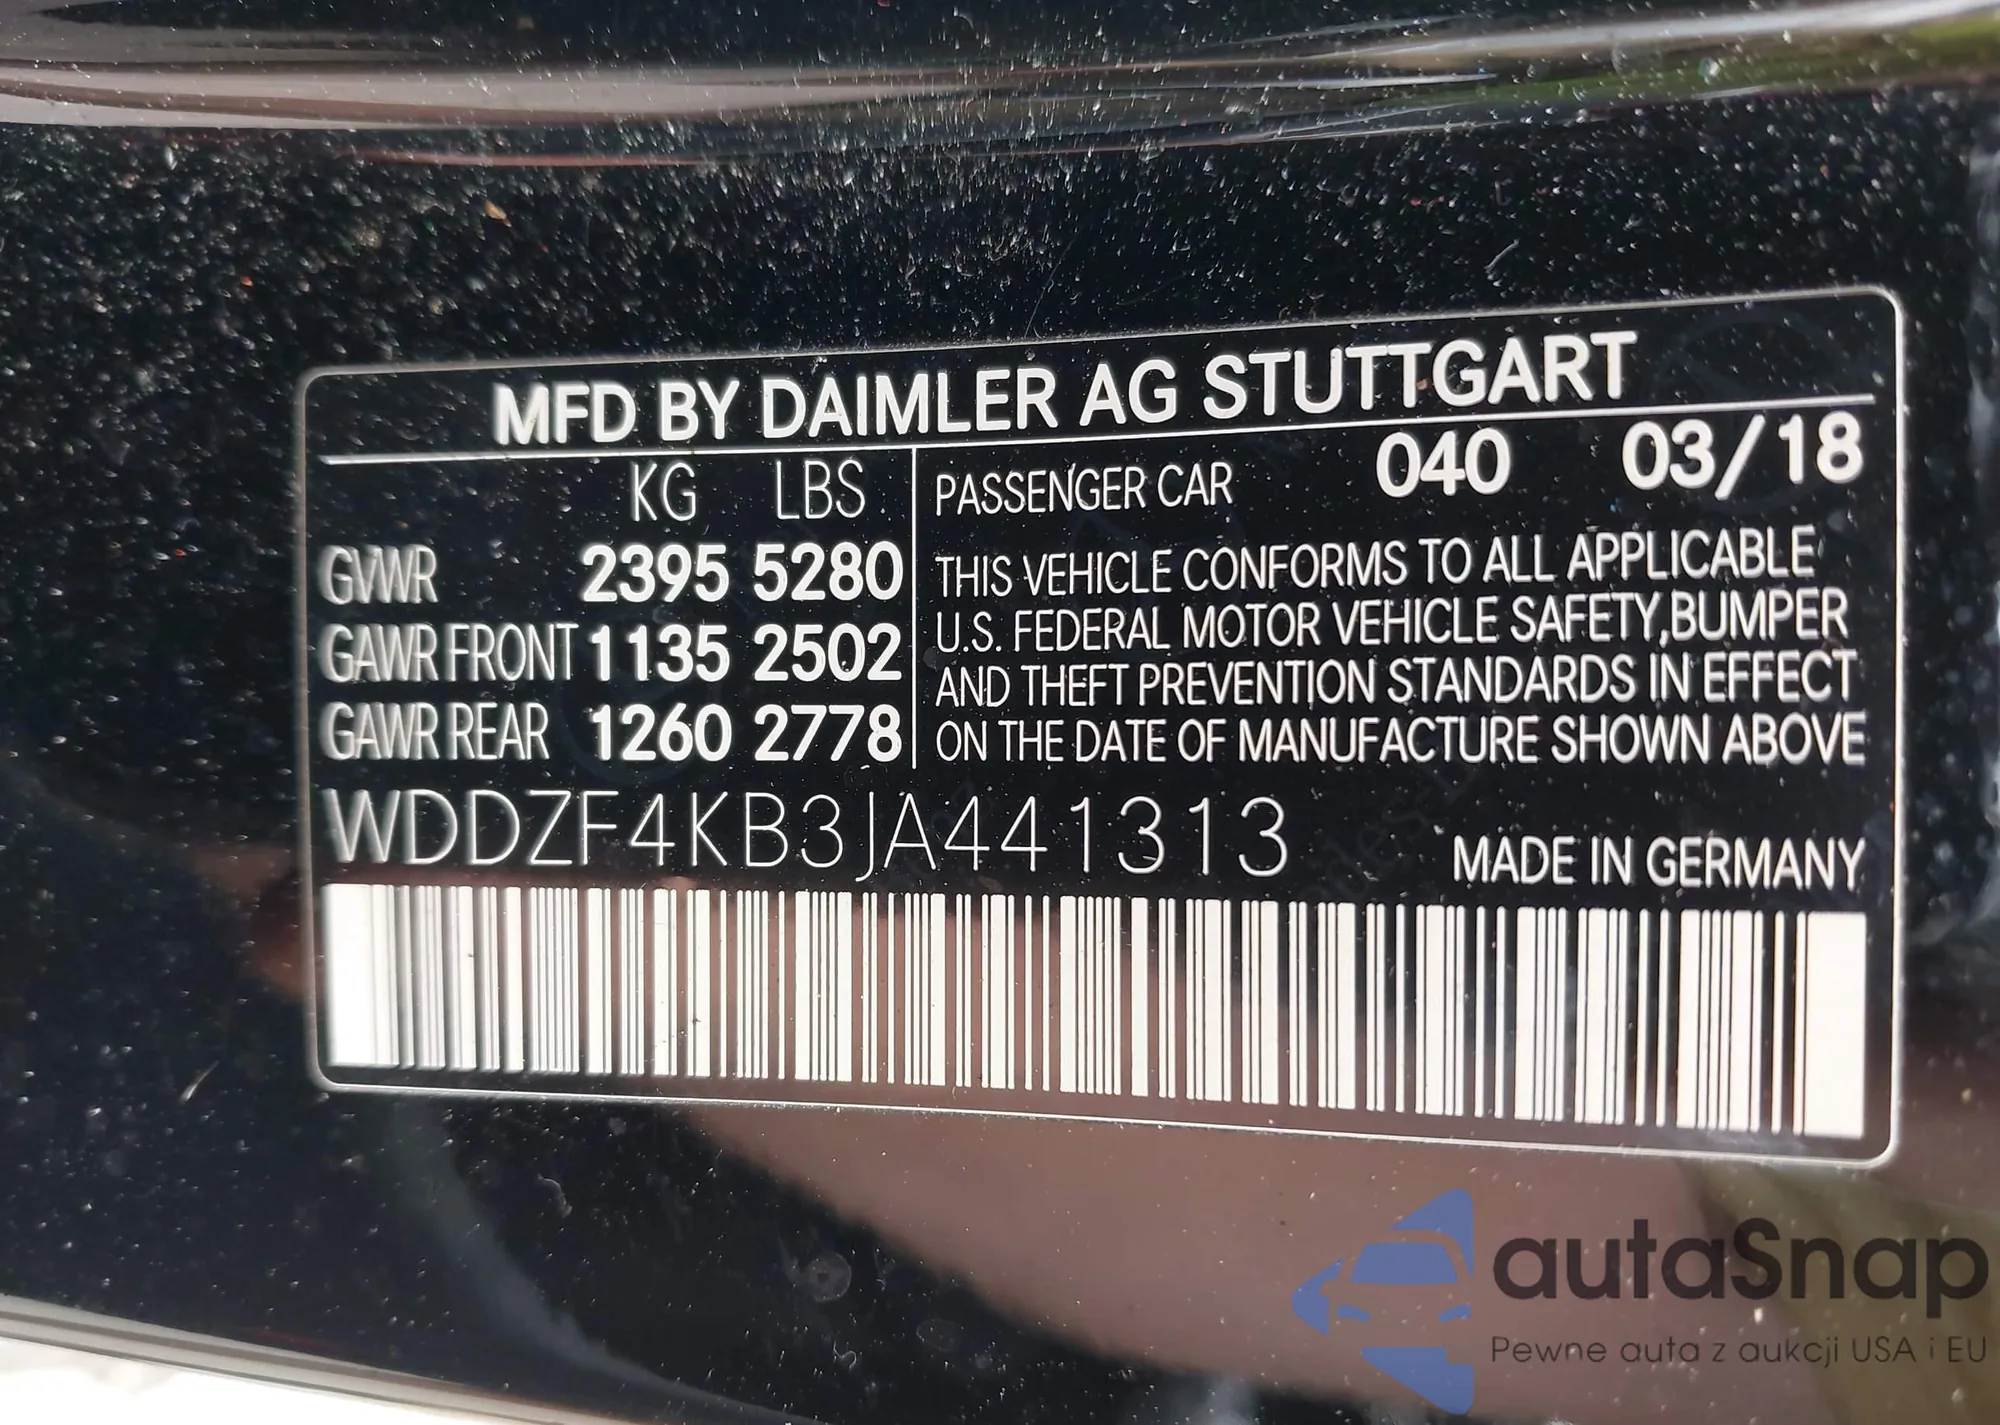 MFD BY DAIMLER AG STUTTGART
KG LBS
GVWR 2395 5280
GAWR FRONT 1135 2502
GAWR REAR 1260 2778
PASSENGER CAR 040 03/18
THIS VEHICLE CONFORMS TO ALL APPLICABLE
U.S. FEDERAL MOTOR VEHICLE SAFETY, BUMPER
AND THEFT PREVENTION STANDARDS IN EFFECT
ON THE DATE OF MANUFACTURE SHOWN ABOVE
WDDZF4KB3JA441313
MADE IN GERMANY
autaSnap
Pewne auta z aukcji USA i EU